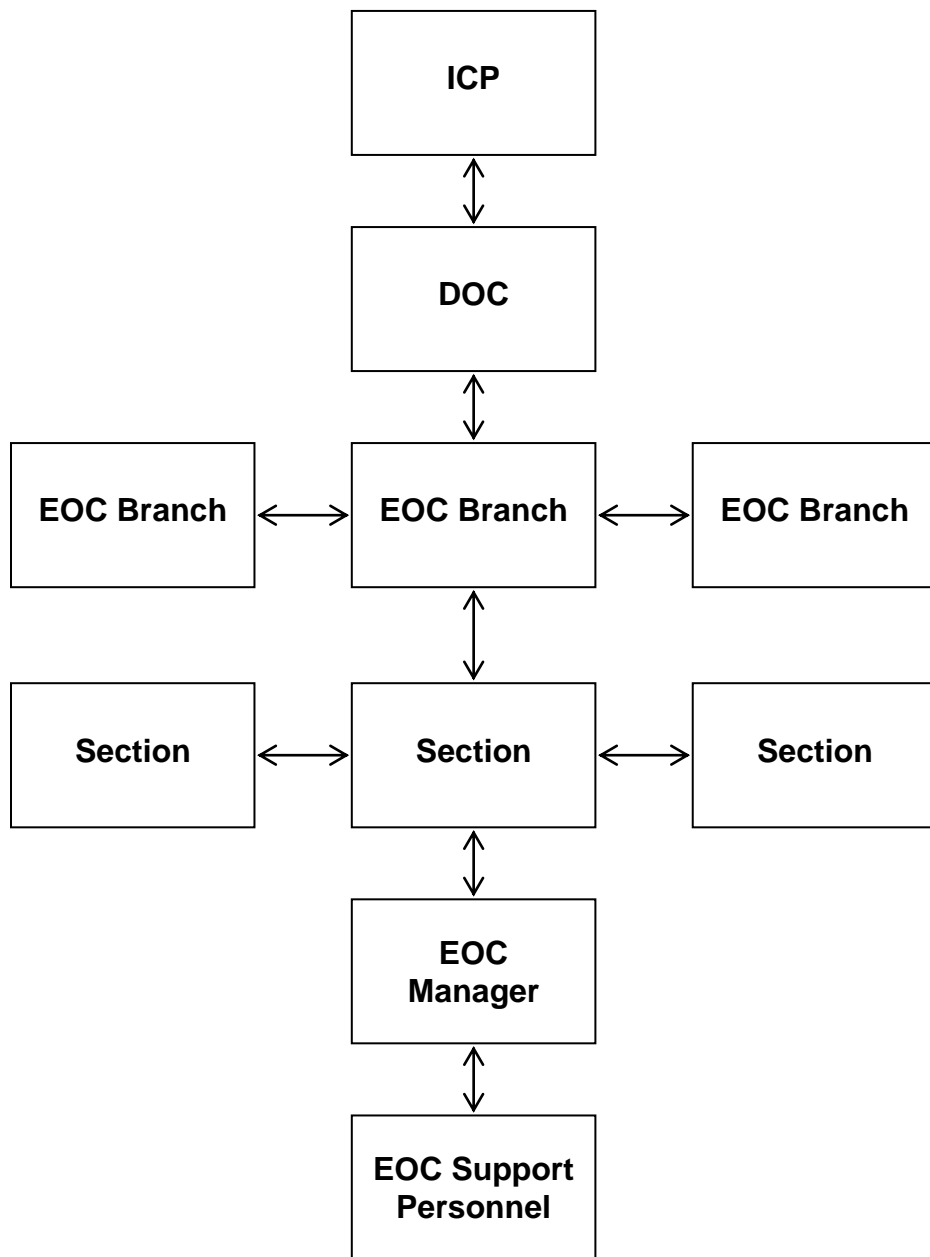 ICP
DOC
EOC Branch
EOC Branch
EOC Branch
Section
Section
Section
EOC
Manager
EOC Support
Personnel